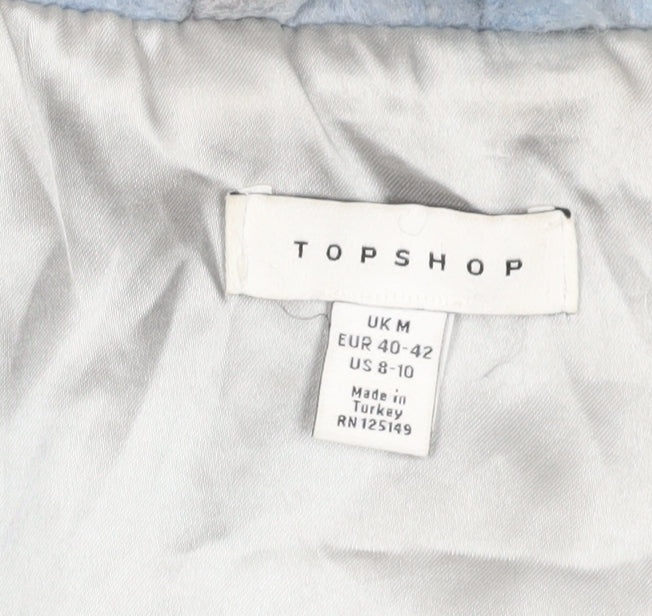 TOPSHOP
UK M
EUR 40-42
US 8-10
Made in
Turkey
RN 125149